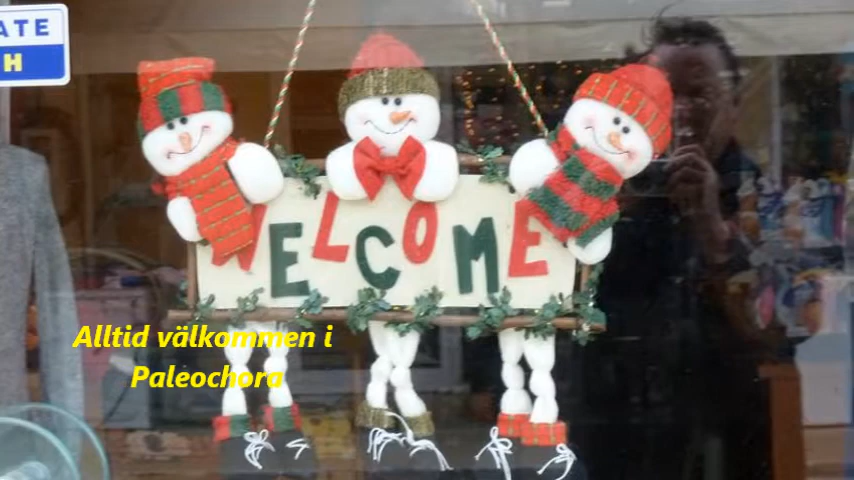 ATE
H
WELCOME
Alltid välkommen i
Paleochora